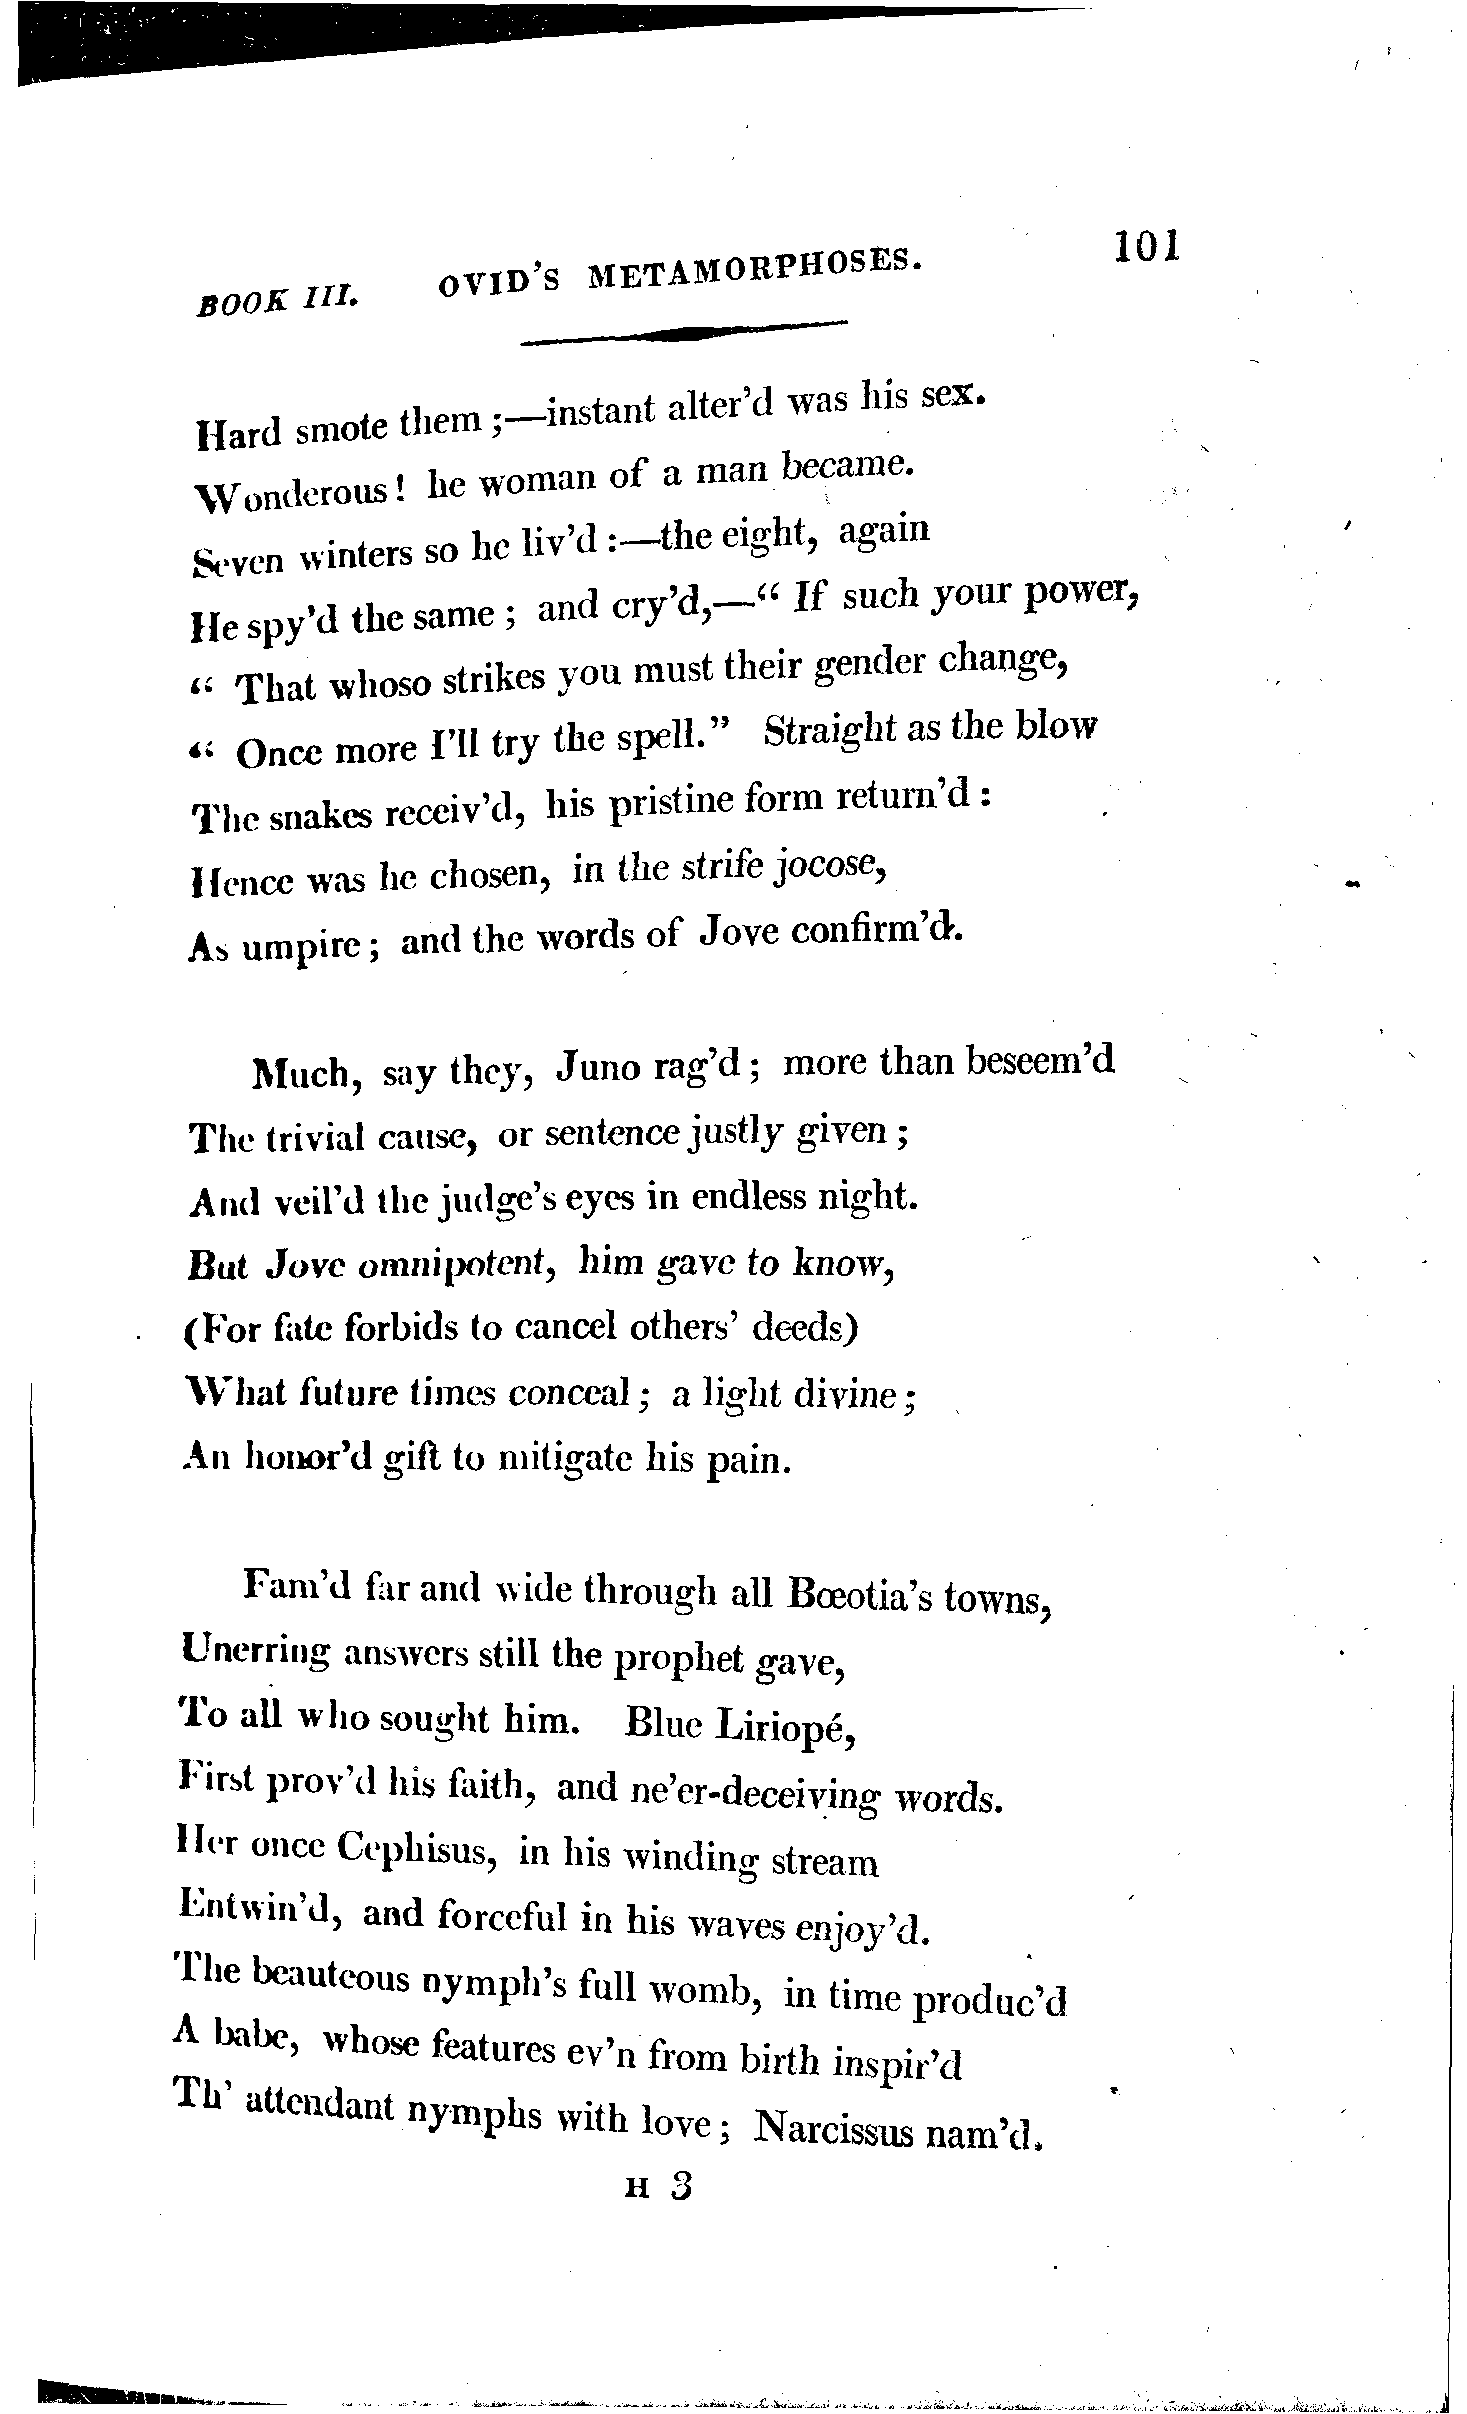 BOOK III. OVID'S METAMORPHOSES. 101
Hard smote them ;—instant alter'd was his sex.
Wonderous! he woman of a man became.
Seven winters so he liv'd :—the eight, again
He spy'd the same ; and cry'd,—“ If such your power,
“ That whoso strikes you must their gender change,
“ Once more I'll try the spell.” Straight as the blow
The snakes receiv'd, his pristine form return'd :
Hence was he chosen, in the strife jocose,
As umpire ; and the words of Jove confirm'd.
Much, say they, Juno rag'd ; more than beseem'd
The trivial cause, or sentence justly given ;
And veil'd the judge's eyes in endless night.
But Jove omnipotent, him gave to know,
(For fate forbids to cancel others' deeds)
What future times conceal ; a light divine ;
An honor'd gift to mitigate his pain.
Fam'd far and wide through all Bœotia's towns,
Unerring answers still the prophet gave,
To all who sought him. Blue Liriopé,
First prov'd his faith, and ne'er-deceiving words.
Her once Cephisus, in his winding stream
Entwin'd, and forceful in his waves enjoy'd.
The beauteous nymph's full womb, in time produc'd
A babe, whose features ev'n from birth inspir'd
Th' attendant nymphs with love ; Narcissus nam'd.
H 3